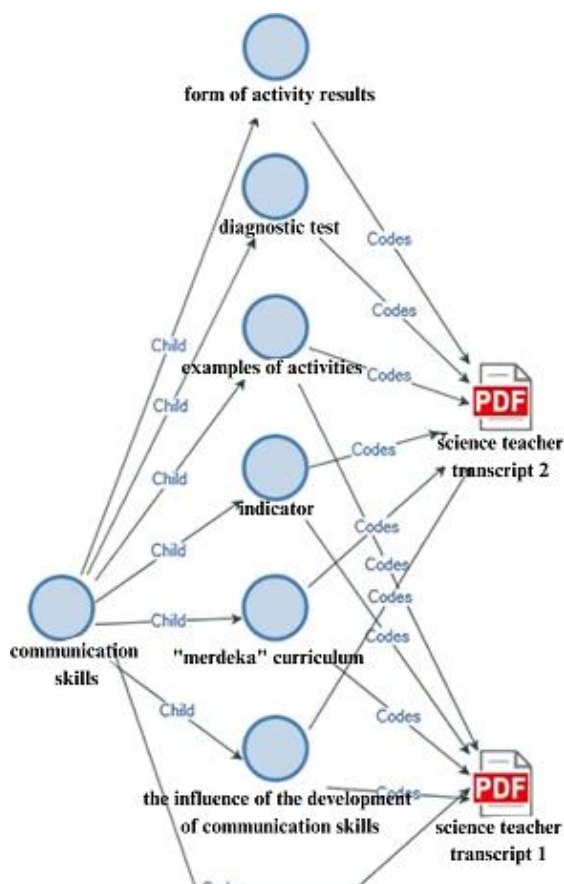 form of activity results
diagnostic test
Codes
Codes
Child
examples of activities
Codes
Child
PDF
science teacher
transcript 2
Child
indicator
Codes
Child
Codes
Codes
Codes
Child
communication
skills
"merdeka" curriculum
Codes
Child
Codes
the influence of the development
of communication skills
Codes
PDF
science teacher
transcript 1